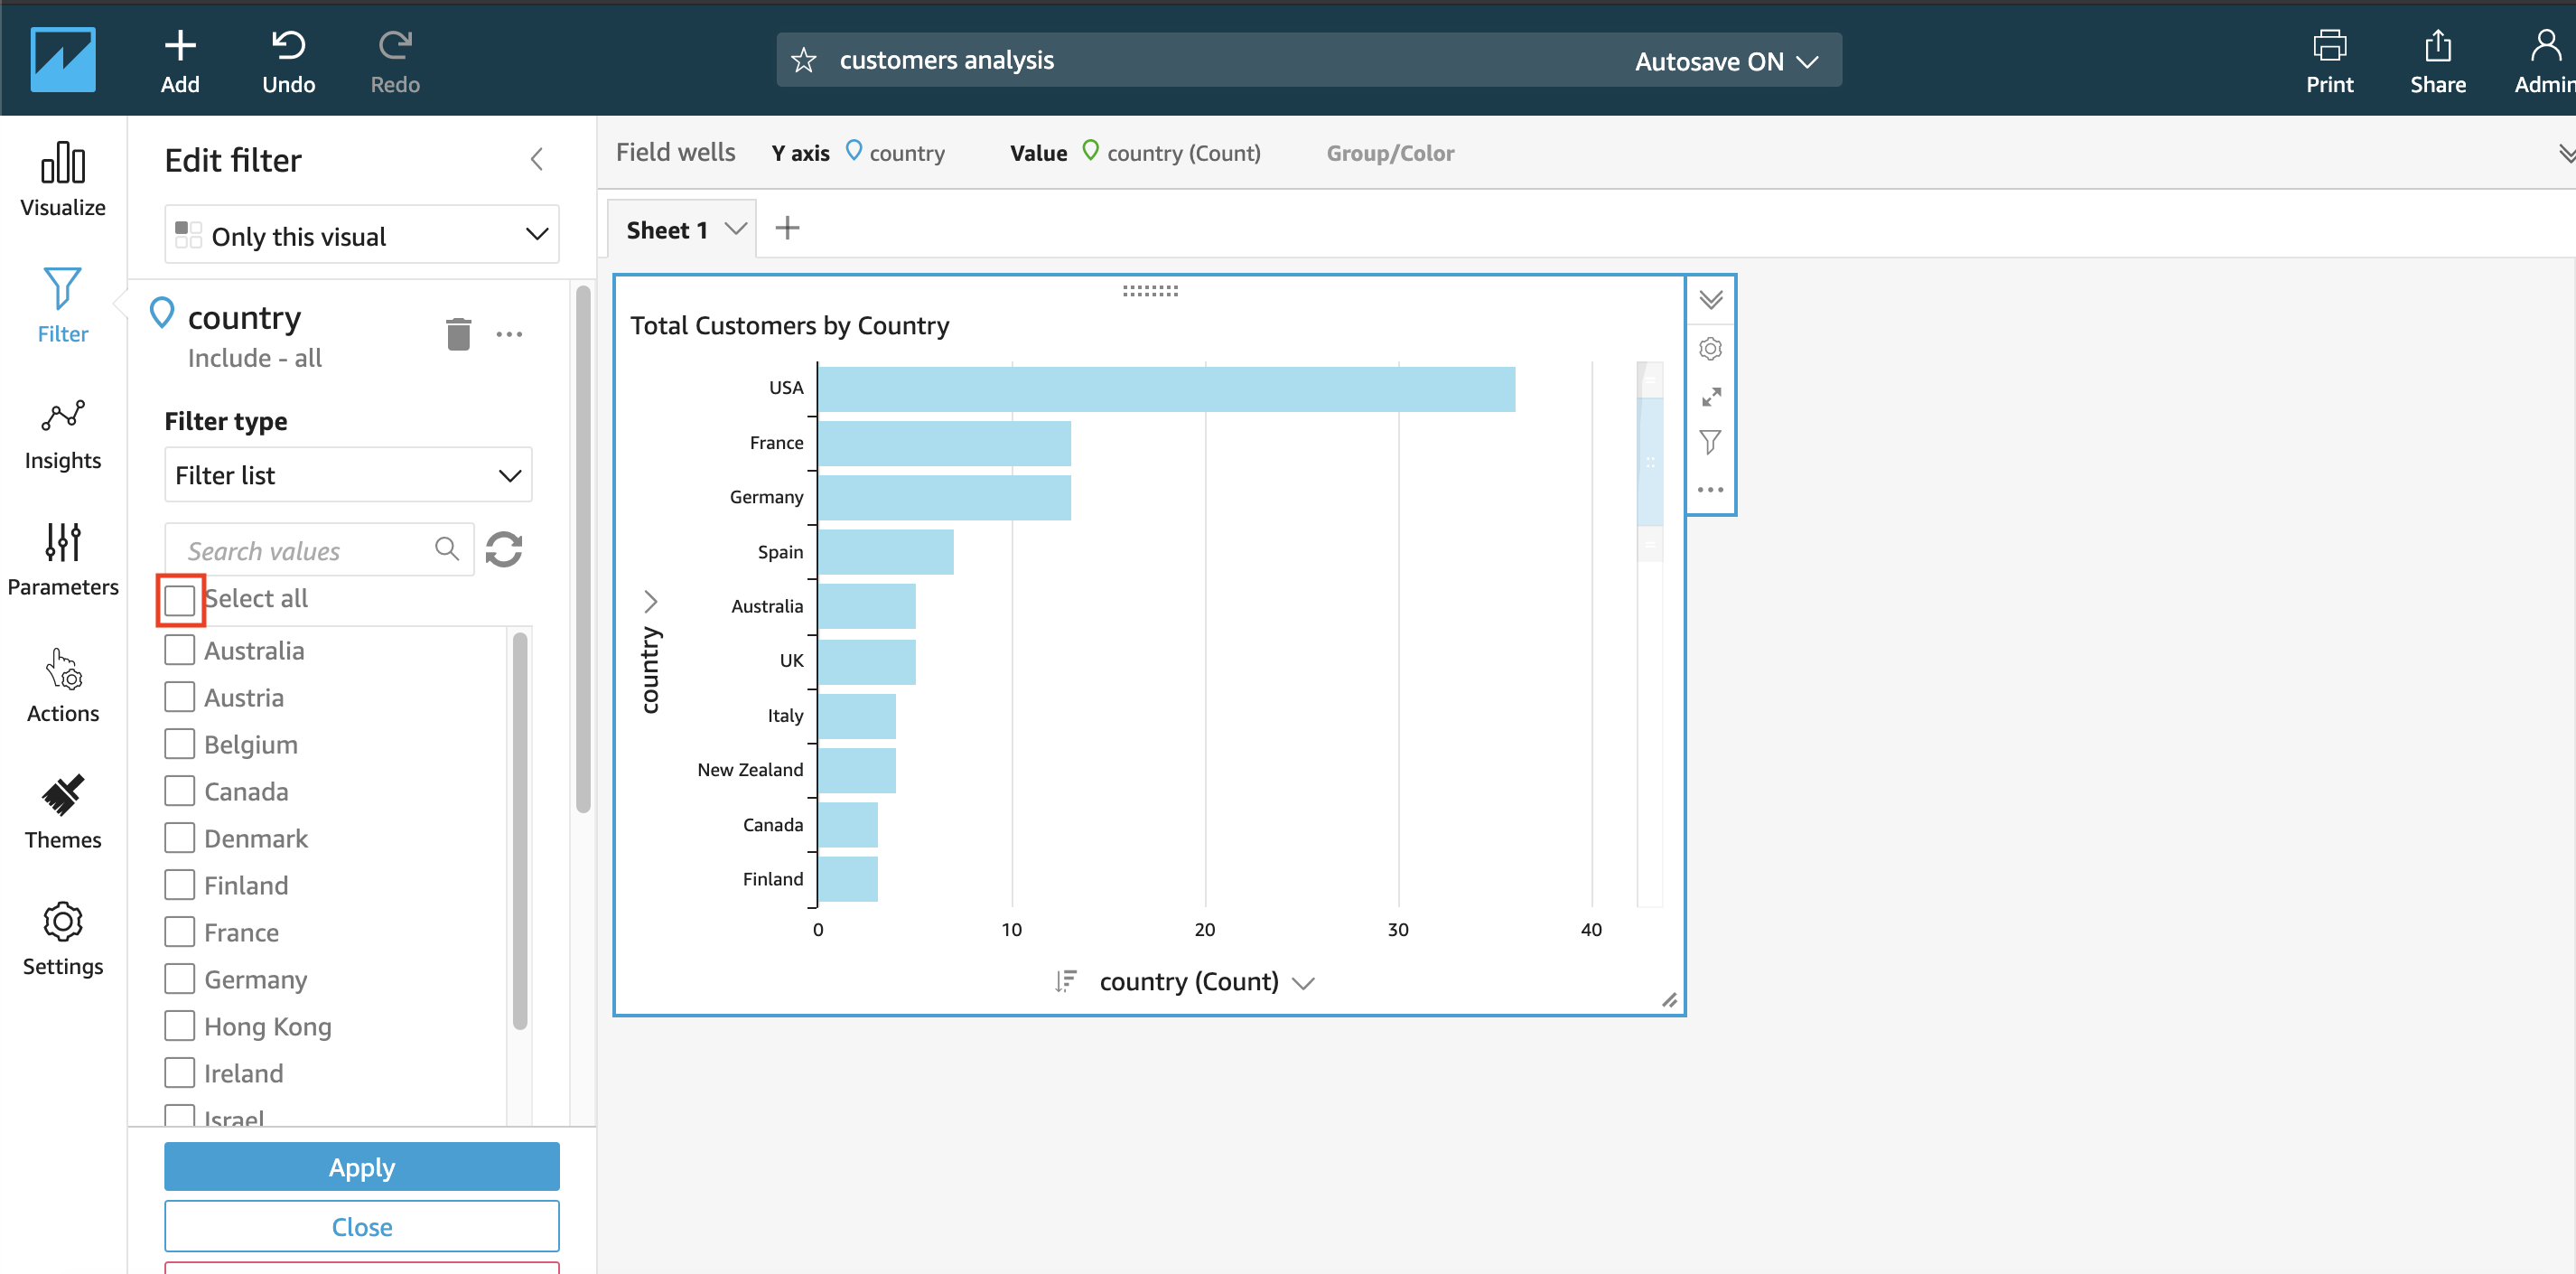 Add
Undo
Redo
customers analysis
Autosave ON
Print
Share
Admin
Visualize
Filter
Insights
Parameters
Actions
Themes
Settings
Edit filter
Only this visual
country
Include - all
Filter type
Filter list
Search values
Select all
Australia
Austria
Belgium
Canada
Denmark
Finland
France
Germany
Hong Kong
Ireland
Israel
Apply
Close
Field wells Y axis country Value country (Count) Group/Color
Sheet 1
Total Customers by Country
country
USA
France
Germany
Spain
Australia
UK
Italy
New Zealand
Canada
Finland
0 10 20 30 40
country (Count)